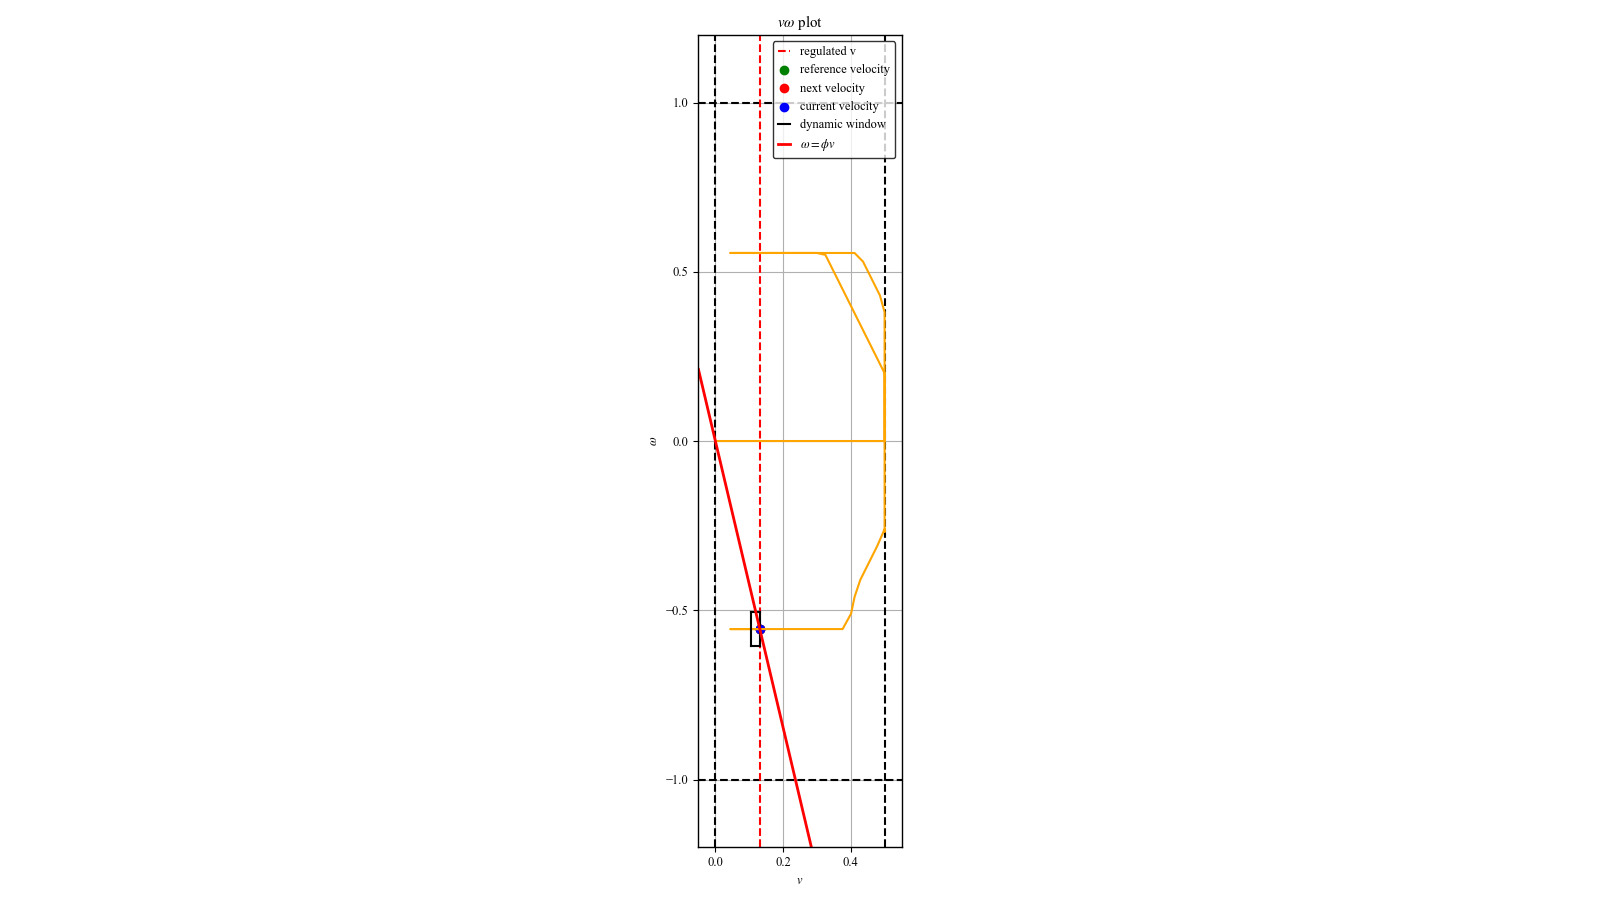 vω plot
regulated v
reference velocity
next velocity
current velocity
dynamic window
ω = ϕv
1.0
0.5
0.0
−0.5
−1.0
ω
0.0 0.2 0.4
v